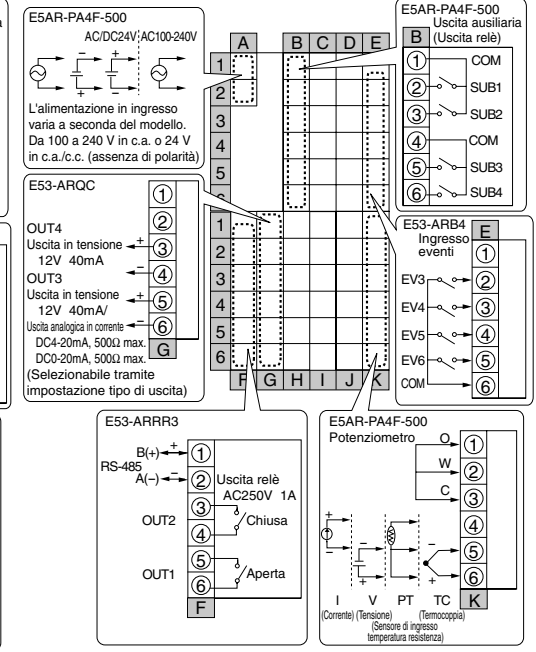 E5AR-PA4F-500
AC/DC24V AC100-240V
L'alimentazione in ingresso
varia a seconda del modello.
Da 100 a 240 V in c.a. o 24 V
in c.a./c.c. (assenza di polarità)
E53-ARQC
OUT4
Uscita in tensione
12V 40mA
OUT3
Uscita in tensione
12V 40mA/
Uscita analogica in corrente
DC4-20mA, 500Ω max.
DC0-20mA, 500Ω max.
(Selezionabile tramite
impostazione tipo di uscita)
+
−
+
−
1
2
3
4
5
6
G
A B C D E
1
2
3
4
5
1
2
3
4
5
6
F G H I J K
E5AR-PA4F-500
Uscita ausiliaria
(Uscita relè)
B
1 COM
2 SUB1
3 SUB2
4 COM
5 SUB3
6 SUB4
E53-ARB4
Ingresso
eventi
E
1
EV3 2
EV4 3
EV5 4
EV6 5
COM 6
E53-ARRR3
B(+) + 1
RS-485
A(−) − 2
Uscita relè
AC250V 1A
3
OUT2 Chiusa
4
5
OUT1 Aperta
6
F
E5AR-PA4F-500
Potenziometro
O 1
W 2
C 3
4
5
6
I V PT TC K
(Corrente) (Tensione) (Termocoppia)
(Sensore di ingresso
temperatura resistenza)